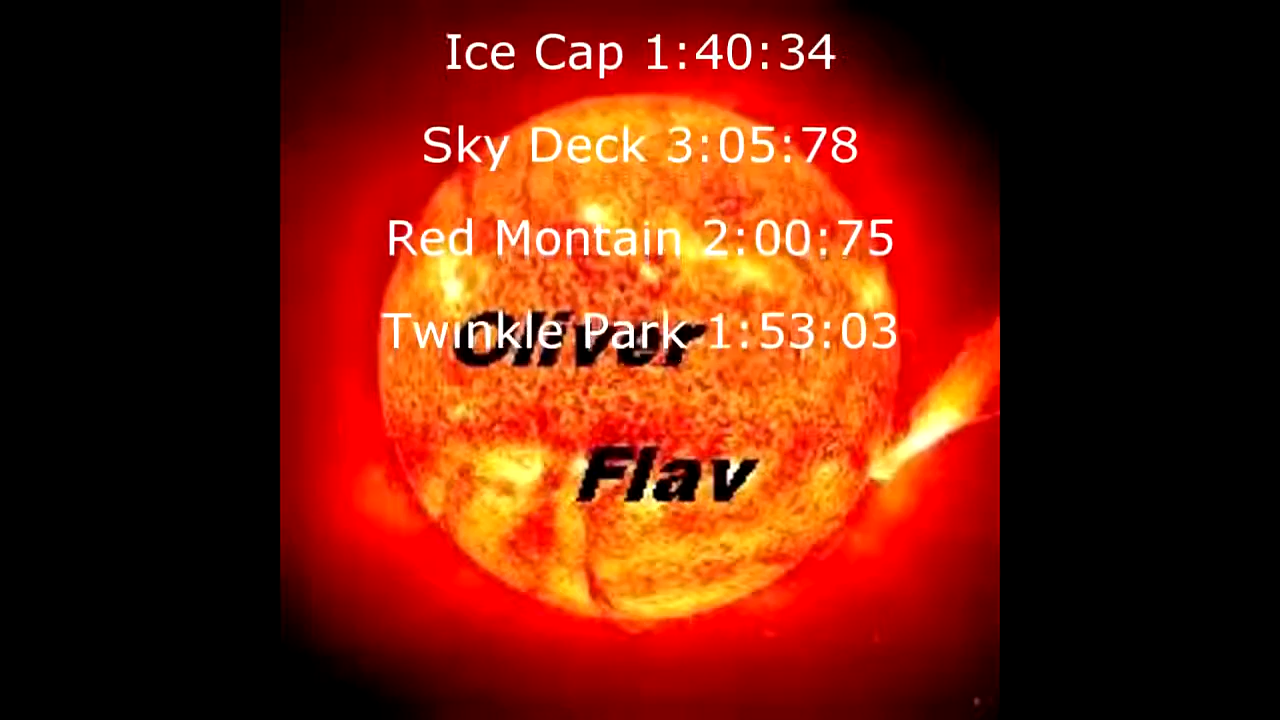 Ice Cap 1:40:34
Sky Deck 3:05:78
Red Montain 2:00:75
Twinkle Park 1:53:03
Oliver
Flav